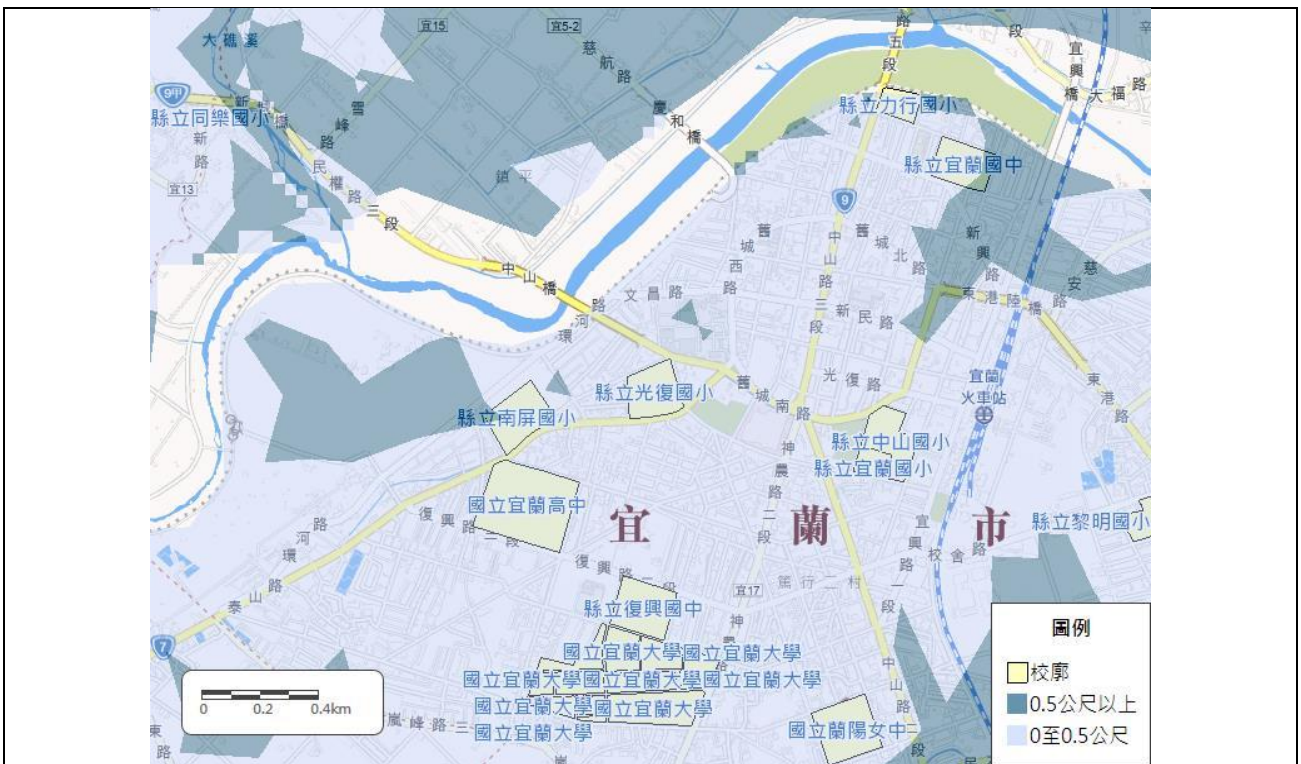 宜15
宜5-2
大礁溪
慈航路
路五段
段
宜興橋
大福路
辛
9甲
縣立同樂國小
新路
雪峰路
慶和橋
縣立力行國小
宜13
民權路三段
鎮平
縣立宜蘭國中
9
舊城西路
舊城北路
新興路
中山橋
文昌路
中山路三段
新民路
東港陸橋
慈安路
環河路
縣立光復國小
舊城南路
光復路
宜蘭
火車站
東港路
縣立南屏國小
縣立中山國小
縣立宜蘭國小
神農路二段
國立宜蘭高中
復興路二段
宜蘭市
縣立黎明國小
環河路
復興路二段
宜17
篤行二村
宜興路一段
校舍路
泰山路
縣立復興國中
7
國立宜蘭大學
國立宜蘭大學
國立宜蘭大學
國立宜蘭大學
國立宜蘭大學
國立宜蘭大學
國立宜蘭大學
國立宜蘭大學
嵐峰路三
中山路
國立蘭陽女中
段
東路
0 0.2 0.4km
圖例
校廓
0.5公尺以上
0至0.5公尺